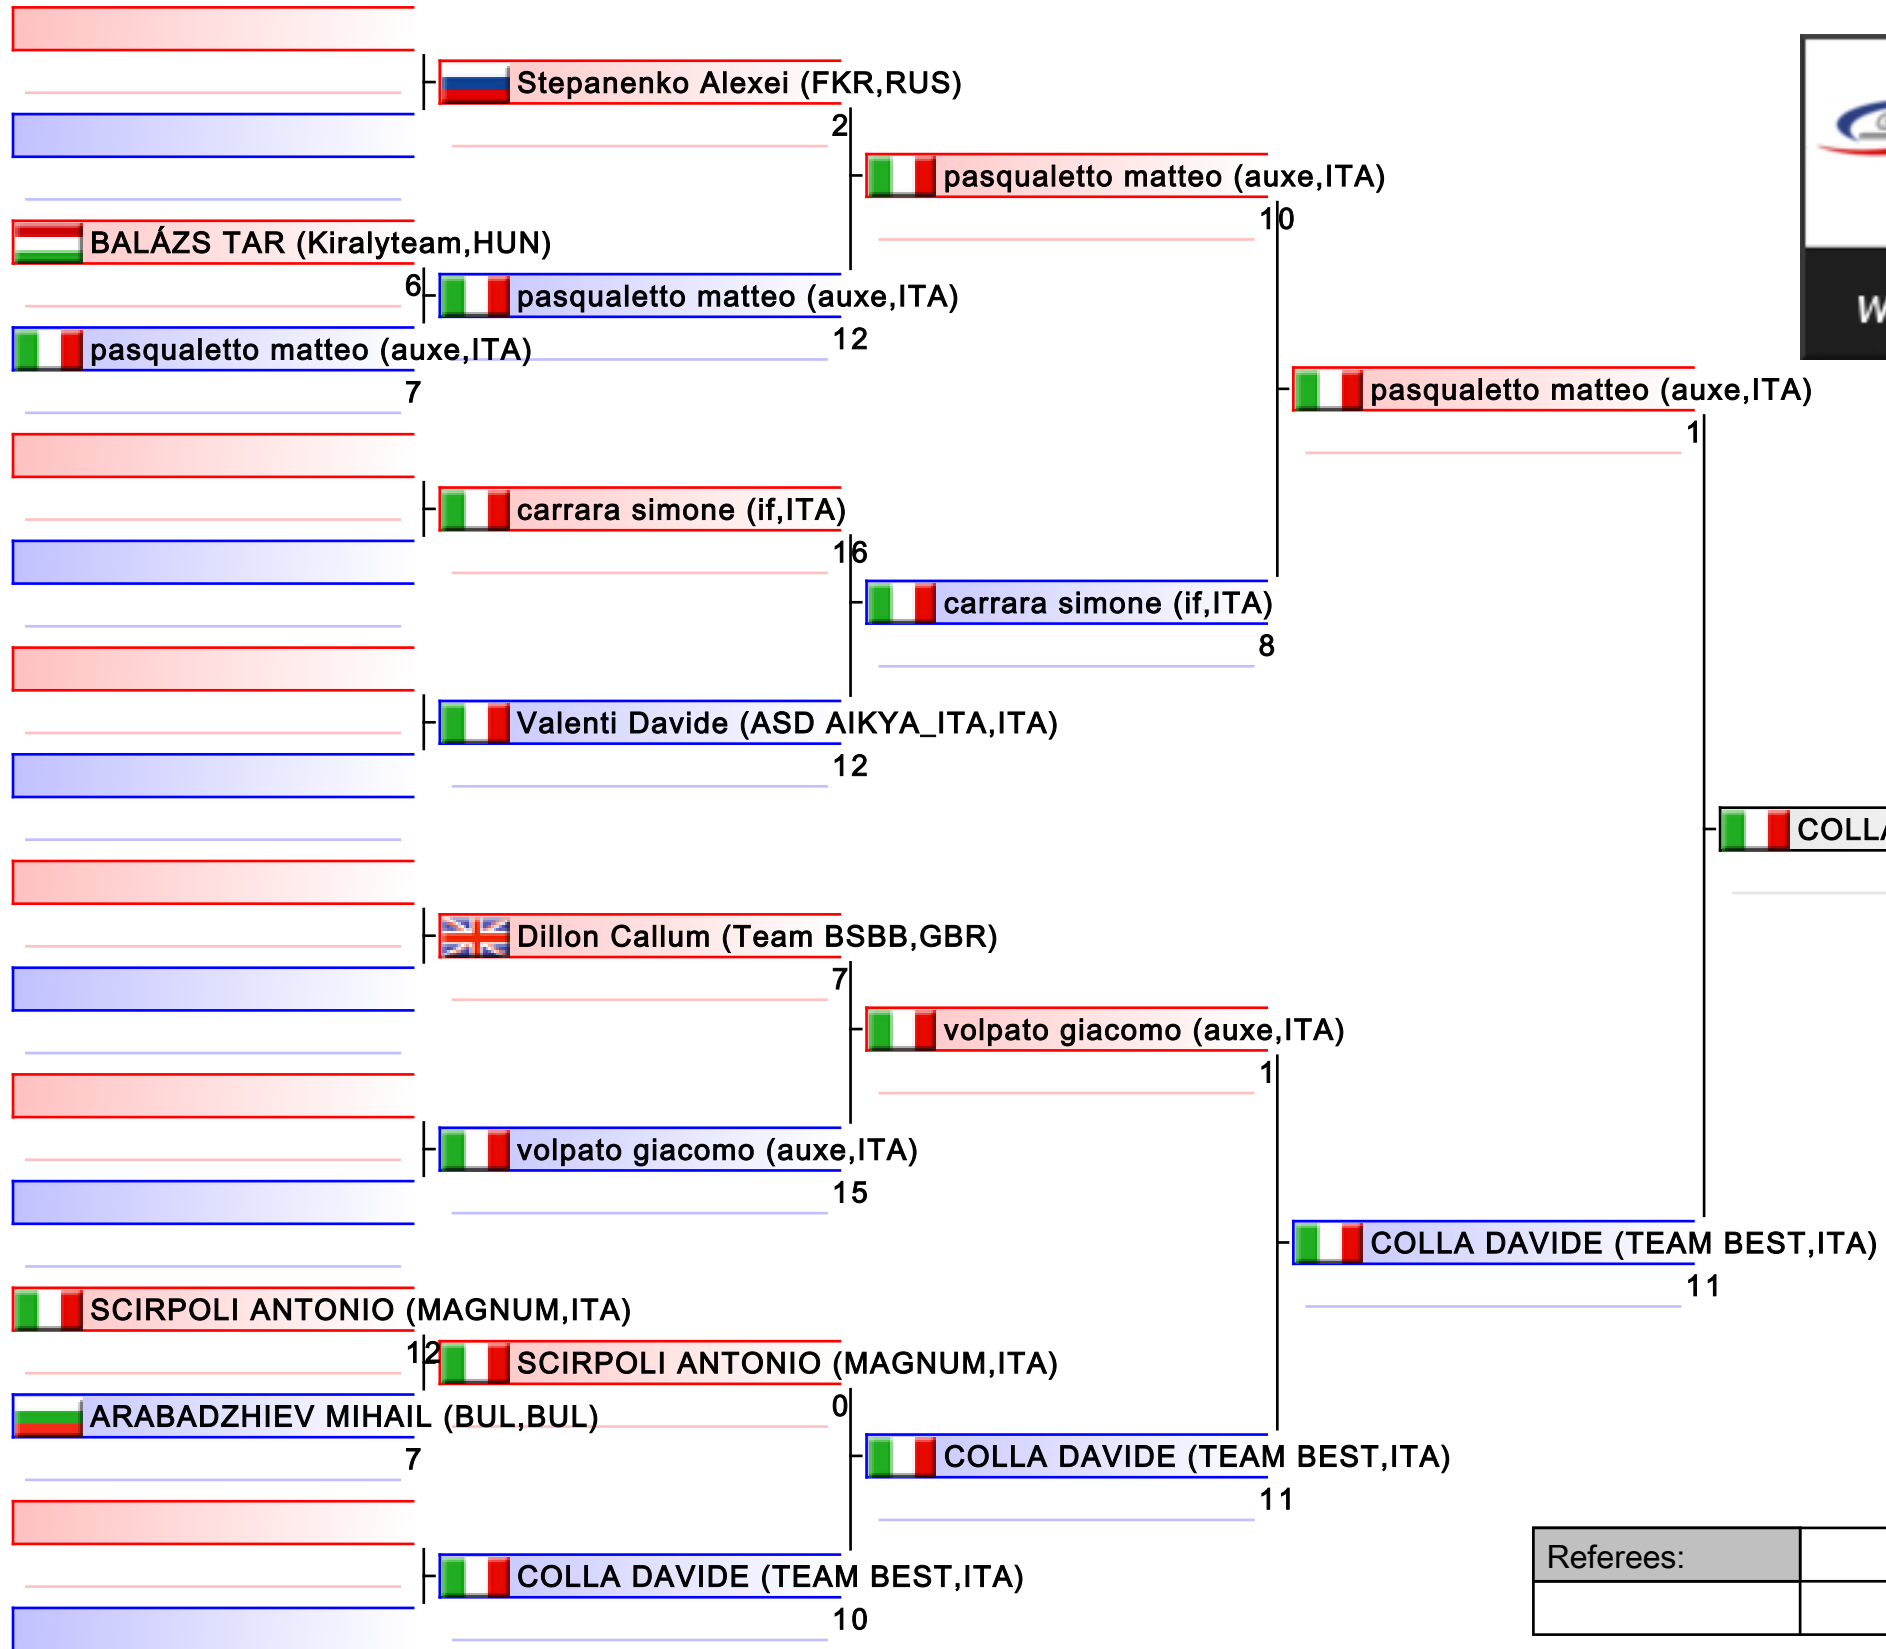 Stepanenko Alexei (FKR,RUS)
2
pasqualetto matteo (auxe,ITA)
10
BALÁZS TAR (Kiralyteam,HUN)
6
pasqualetto matteo (auxe,ITA)
12
pasqualetto matteo (auxe,ITA)
7
pasqualetto matteo (auxe,ITA)
1
carrara simone (if,ITA)
16
carrara simone (if,ITA)
8
Valenti Davide (ASD AIKYA_ITA,ITA)
12
COLLA
Dillon Callum (Team BSBB,GBR)
7
volpato giacomo (auxe,ITA)
1
volpato giacomo (auxe,ITA)
15
COLLA DAVIDE (TEAM BEST,ITA)
11
SCIRPOLI ANTONIO (MAGNUM,ITA)
12
SCIRPOLI ANTONIO (MAGNUM,ITA)
0
ARABADZHIEV MIHAIL (BUL,BUL)
7
COLLA DAVIDE (TEAM BEST,ITA)
11
COLLA DAVIDE (TEAM BEST,ITA)
10
Referees: